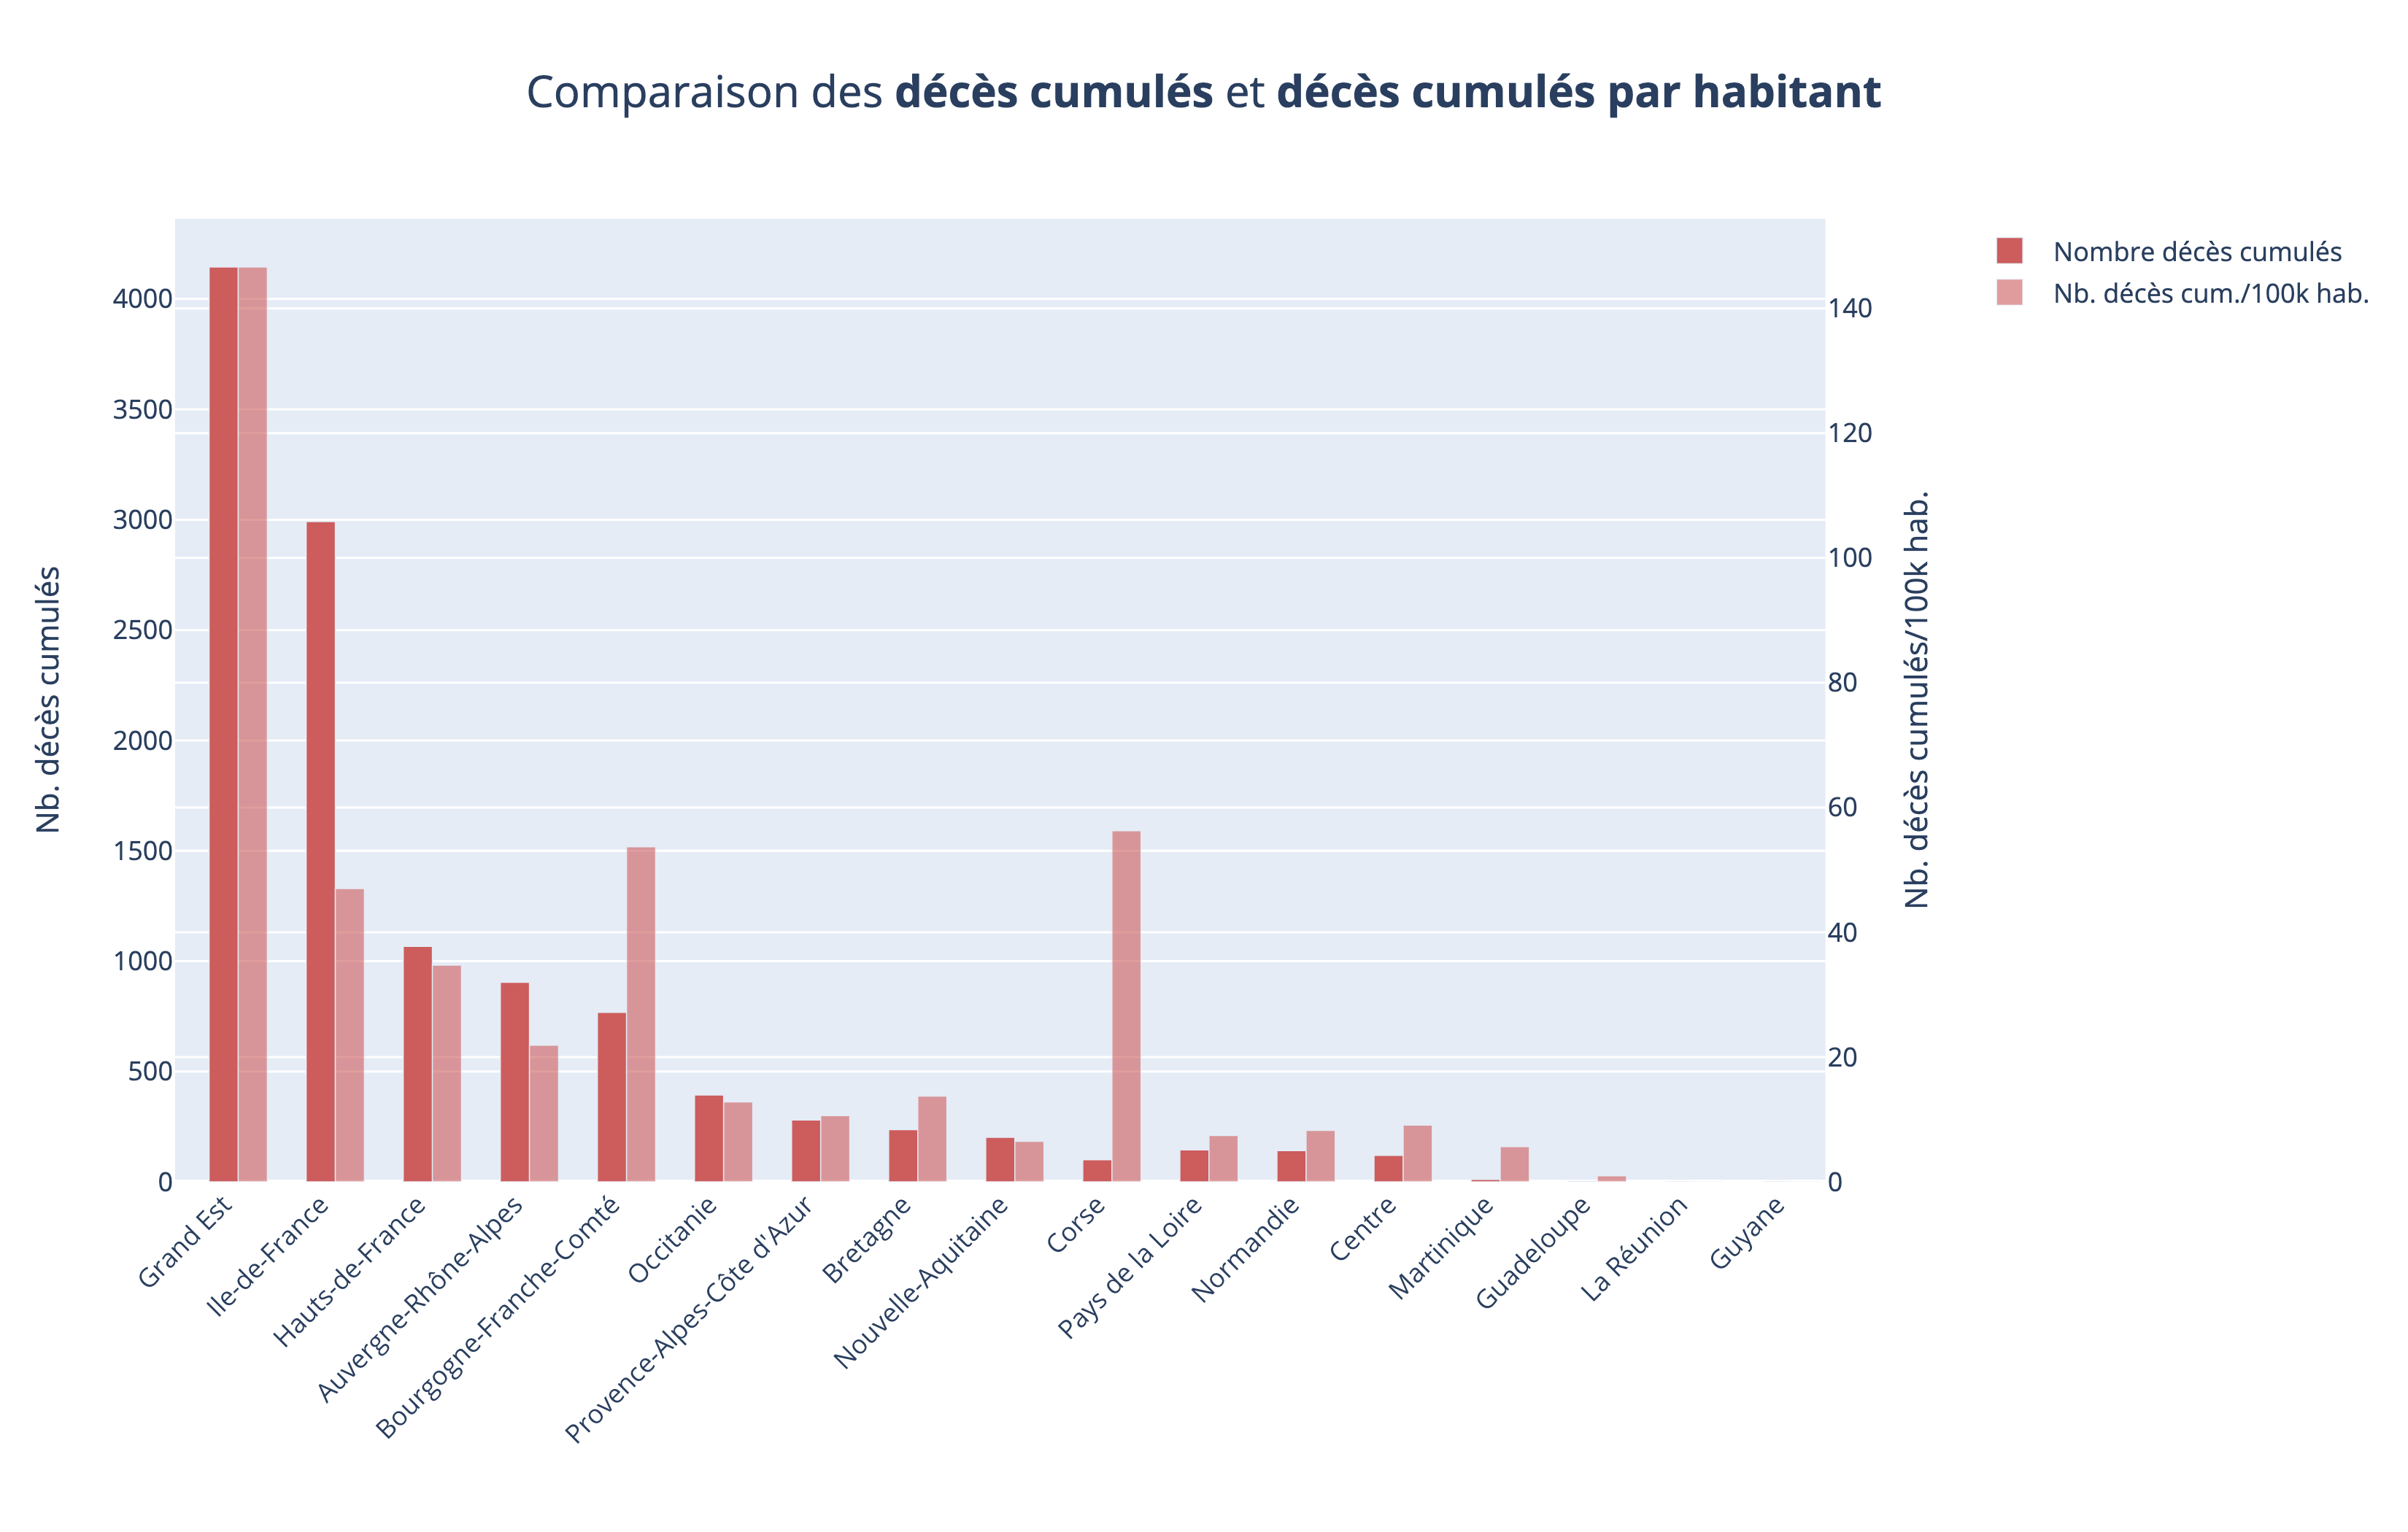 Comparaison des décès cumulés et décès cumulés par habitant
Nombre décès cumulés
Nb. décès cum./100k hab.
Nb. décès cumulés
4000
3500
3000
2500
2000
1500
1000
500
0
140
120
100
80
60
40
20
0
Nb. décès cumulés/100k hab.
Grand Est
Ile-de-France
Hauts-de-France
Auvergne-Rhône-Alpes
Bourgogne-Franche-Comté
Occitanie
Provence-Alpes-Côte d'Azur
Bretagne
Nouvelle-Aquitaine
Corse
Pays de la Loire
Normandie
Centre
Martinique
Guadeloupe
La Réunion
Guyane